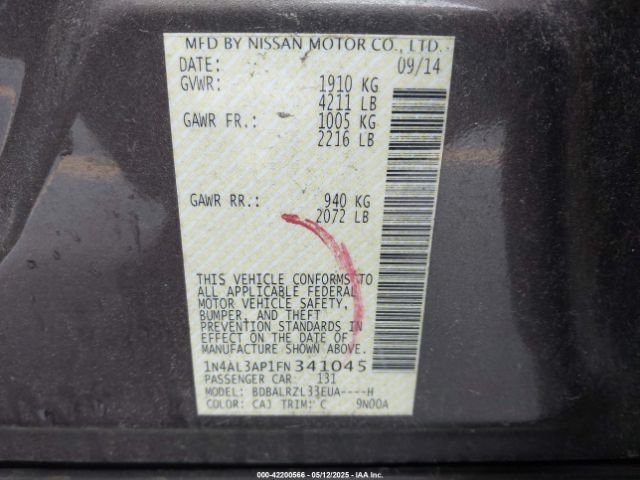 MFD BY NISSAN MOTOR CO., LTD.
DATE: 09/14
GVWR: 1910 KG
4211 LB
GAWR FR.: 1005 KG
2216 LB
GAWR RR.: 940 KG
2072 LB
THIS VEHICLE CONFORMS TO
ALL APPLICABLE FEDERAL
MOTOR VEHICLE SAFETY,
BUMPER, AND THEFT
PREVENTION STANDARDS IN
EFFECT ON THE DATE OF
MANUFACTURE SHOWN ABOVE.
1N4AL3AP1FN341045
PASSENGER CAR: 131
MODEL: BDBALRZL33EUA----H
COLOR: CAJ TRIM: C 9N00A
000-42200566 - 05/12/2025 - IAA Inc.